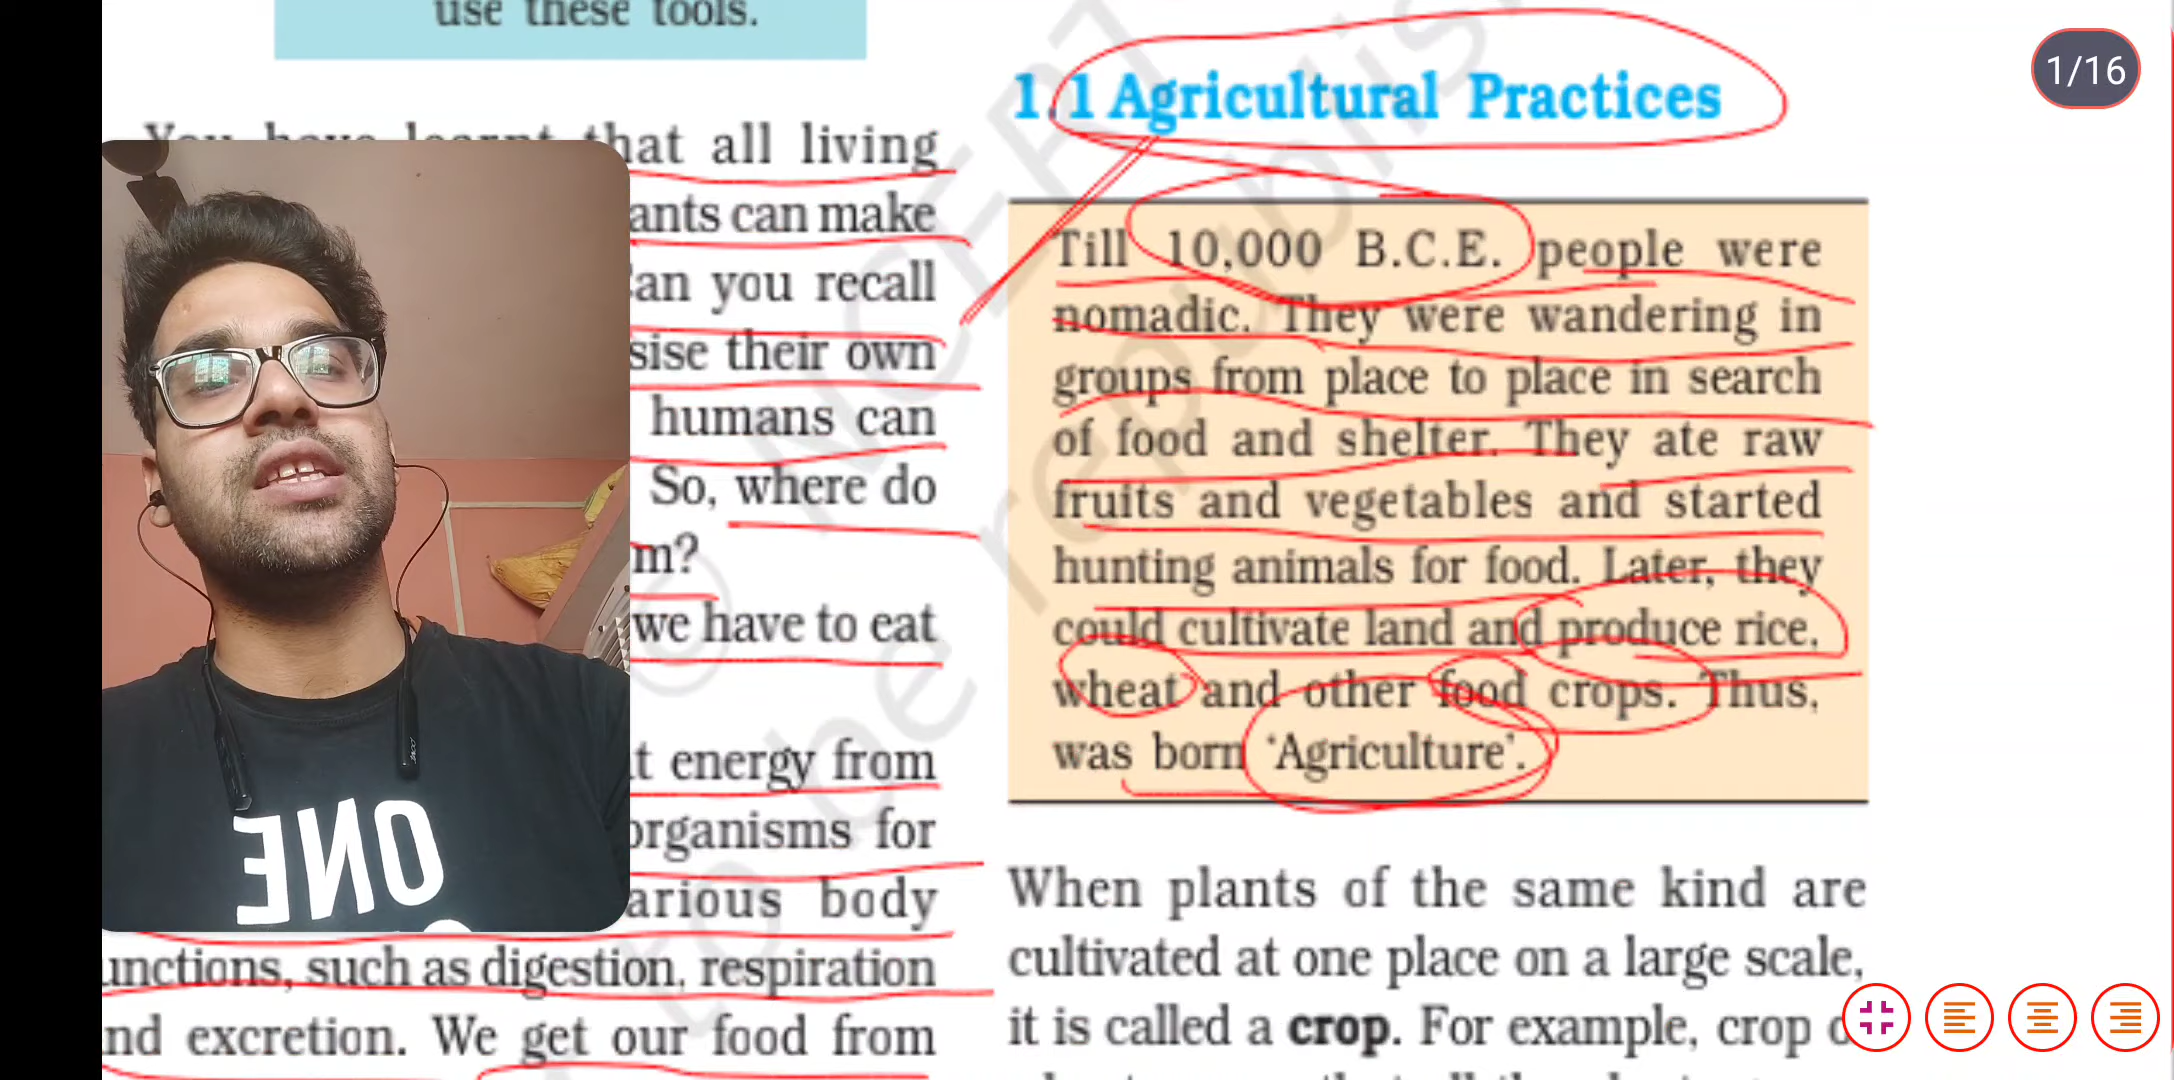 use these tools.
You have learnt that all living
ants can make
an you recall
sise their own
humans can
So, where do
m?
we have to eat
t energy from
organisms for
arious body
unctions, such as digestion, respiration
nd excretion. We get our food from
1.1 Agricultural Practices
Till 10,000 B.C.E. people were
nomadic. They were wandering in
groups from place to place in search
of food and shelter. They ate raw
fruits and vegetables and started
hunting animals for food. Later, they
could cultivate land and produce rice,
wheat and other food crops. Thus,
was born ‘Agriculture’.
When plants of the same kind are
cultivated at one place on a large scale,
it is called a crop. For example, crop o
1/16
ONE